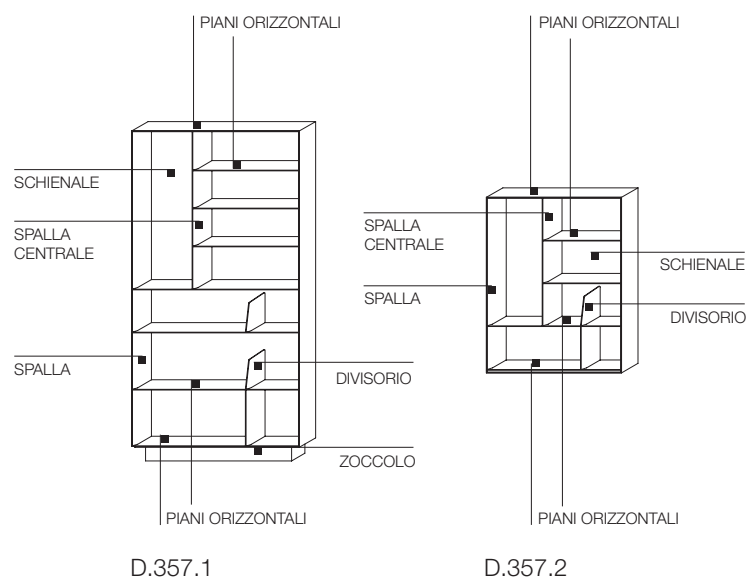 PIANI ORIZZONTALI
SCHIENALE
SPALLA
CENTRALE
SPALLA
DIVISORIO
ZOCCOLO
PIANI ORIZZONTALI
D.357.1
PIANI ORIZZONTALI
SPALLA
CENTRALE
SPALLA
SCHIENALE
DIVISORIO
PIANI ORIZZONTALI
D.357.2